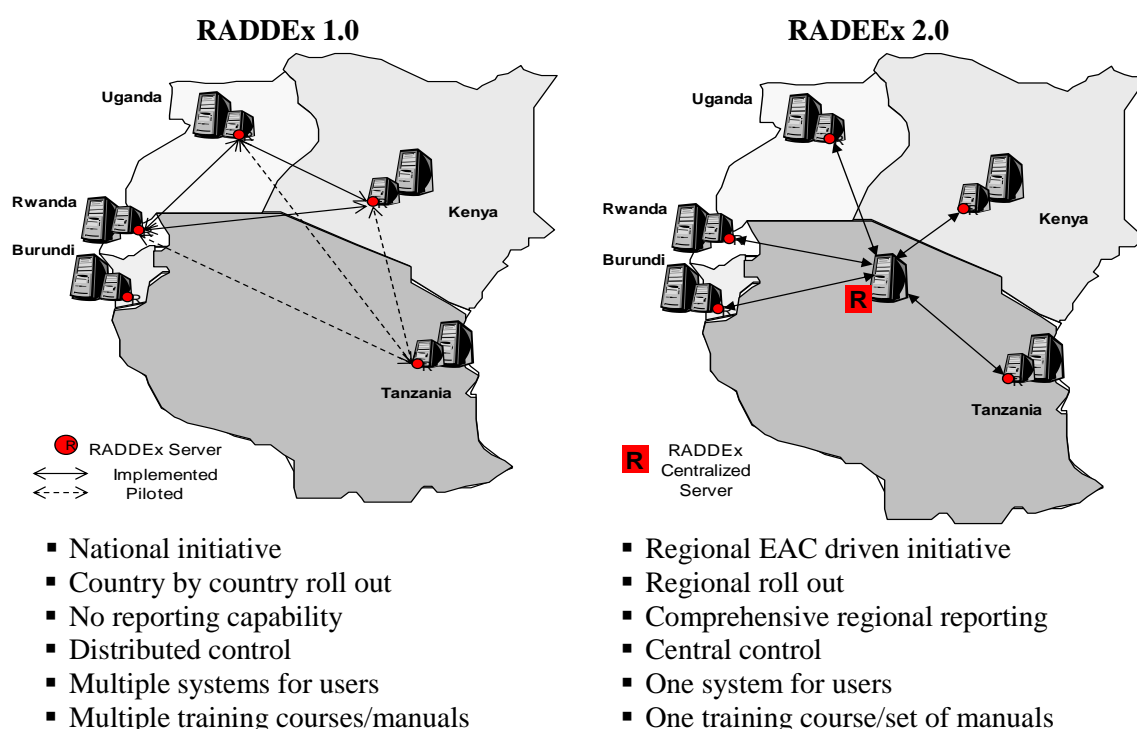 RADDEx 1.0
Uganda
Rwanda
Burundi
Kenya
Tanzania
R
RADDEx Server
Implemented
Piloted
▪ National initiative
▪ Country by country roll out
▪ No reporting capability
▪ Distributed control
▪ Multiple systems for users
▪ Multiple training courses/manuals
RADEEx 2.0
Uganda
Rwanda
Burundi
Kenya
R
Tanzania
R
RADDEx
Centralized
Server
▪ Regional EAC driven initiative
▪ Regional roll out
▪ Comprehensive regional reporting
▪ Central control
▪ One system for users
▪ One training course/set of manuals